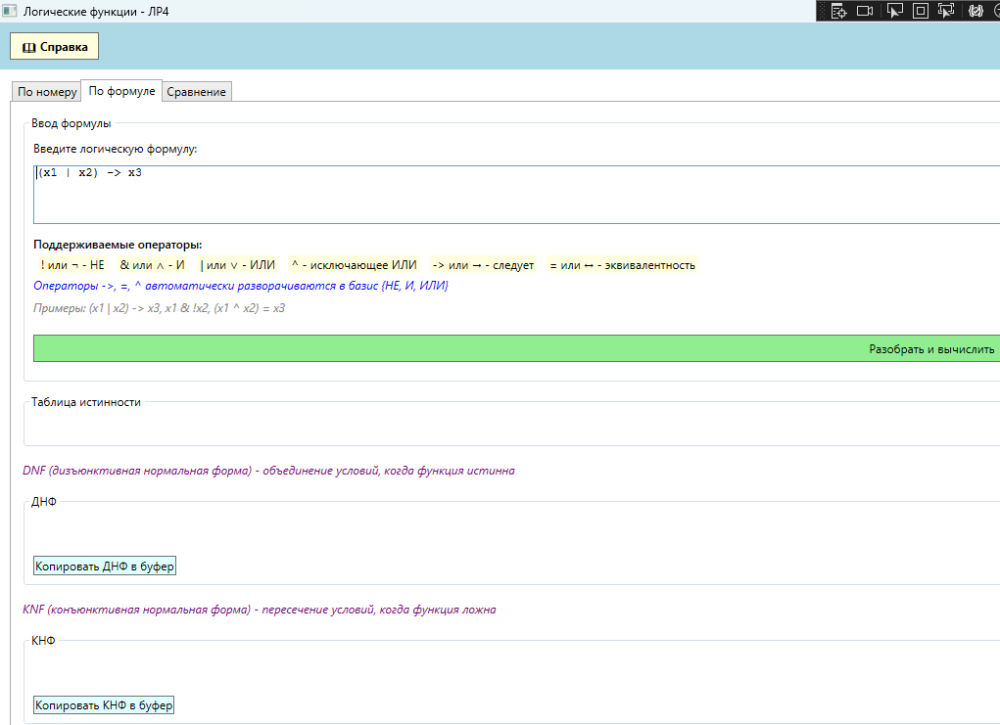 Логические функции - ЛР4
Справка
По номеру По формуле Сравнение
Ввод формулы
Введите логическую формулу:
(x1 | x2) -> x3
Поддерживаемые операторы:
! или ¬ - НЕ & или ∧ - И | или ∨ - ИЛИ ^ - исключающее ИЛИ -> или → - следует = или ↔ - эквивалентность
Операторы ->, =, ^ автоматически разворачиваются в базис {НЕ, И, ИЛИ}
Примеры: (x1 | x2) -> x3, x1 & !x2, (x1 ^ x2) = x3
Разобрать и вычислить
Таблица истинности
DNF (дизъюнктивная нормальная форма) - объединение условий, когда функция истинна
ДНФ
Копировать ДНФ в буфер
KNF (конъюнктивная нормальная форма) - пересечение условий, когда функция ложна
КНФ
Копировать КНФ в буфер